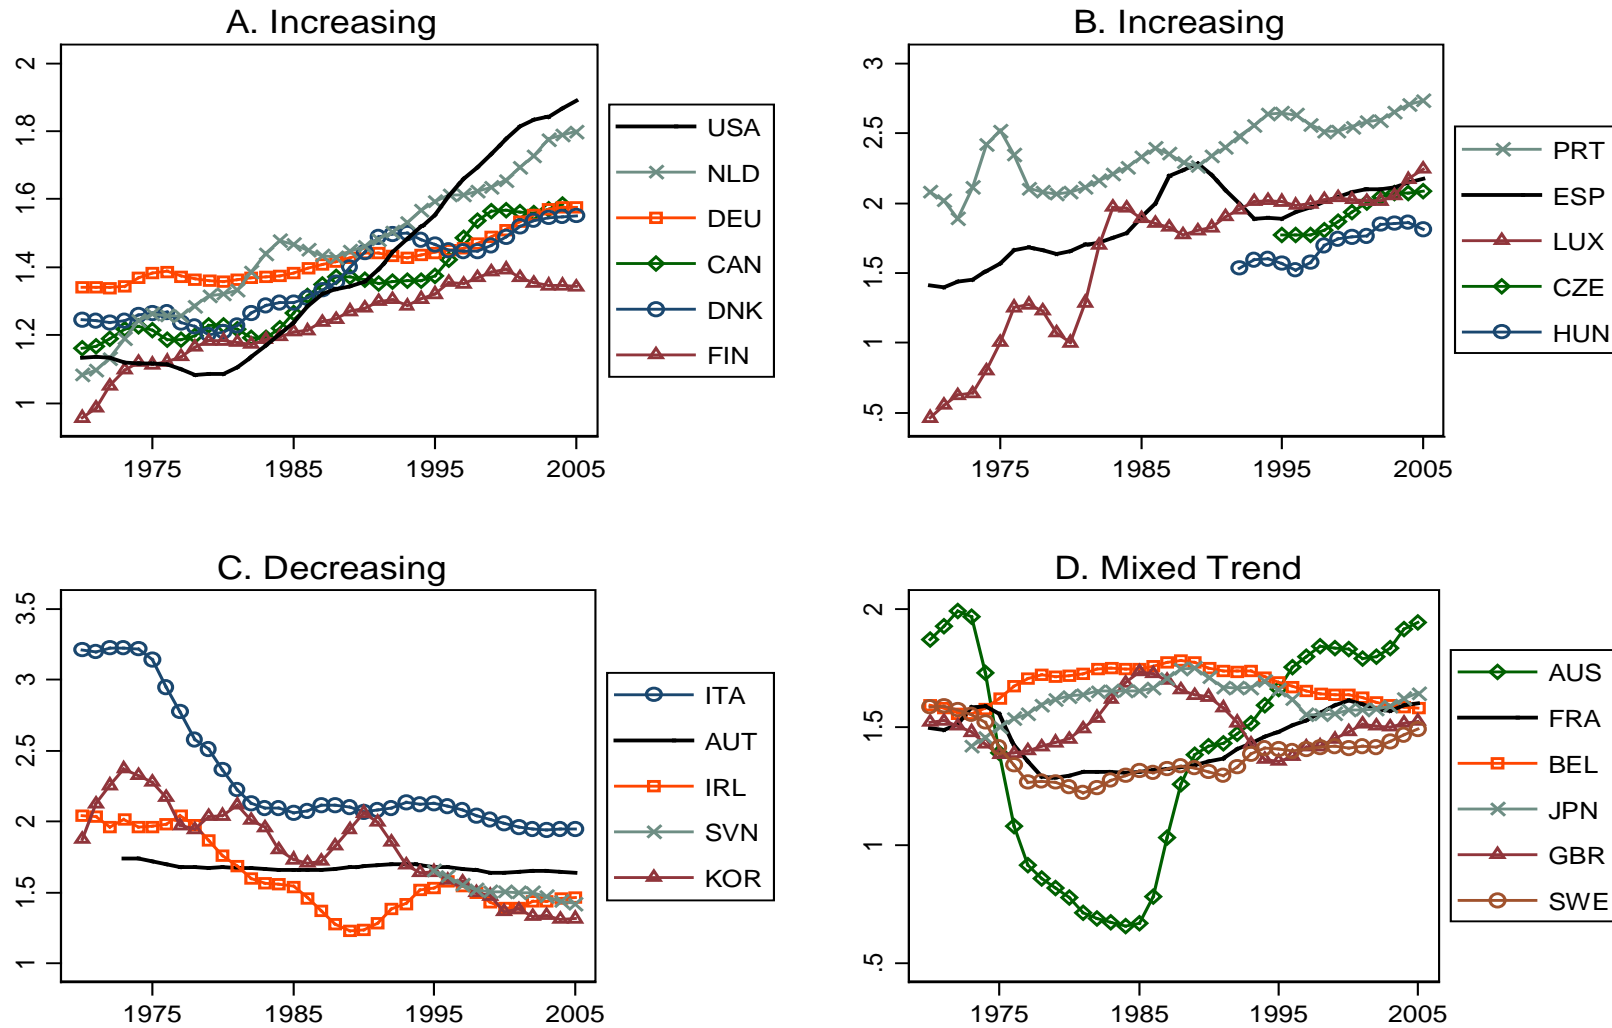 A. Increasing
2
1.8
1.6
1.4
1.2
1
1975 1985 1995 2005
USA
NLD
DEU
CAN
DNK
FIN
B. Increasing
3
2.5
2
1.5
1
.5
1975 1985 1995 2005
PRT
ESP
LUX
CZE
HUN
C. Decreasing
3.5
3
2.5
2
1.5
1
1975 1985 1995 2005
ITA
AUT
IRL
SVN
KOR
D. Mixed Trend
2
1.5
1
.5
1975 1985 1995 2005
AUS
FRA
BEL
JPN
GBR
SWE